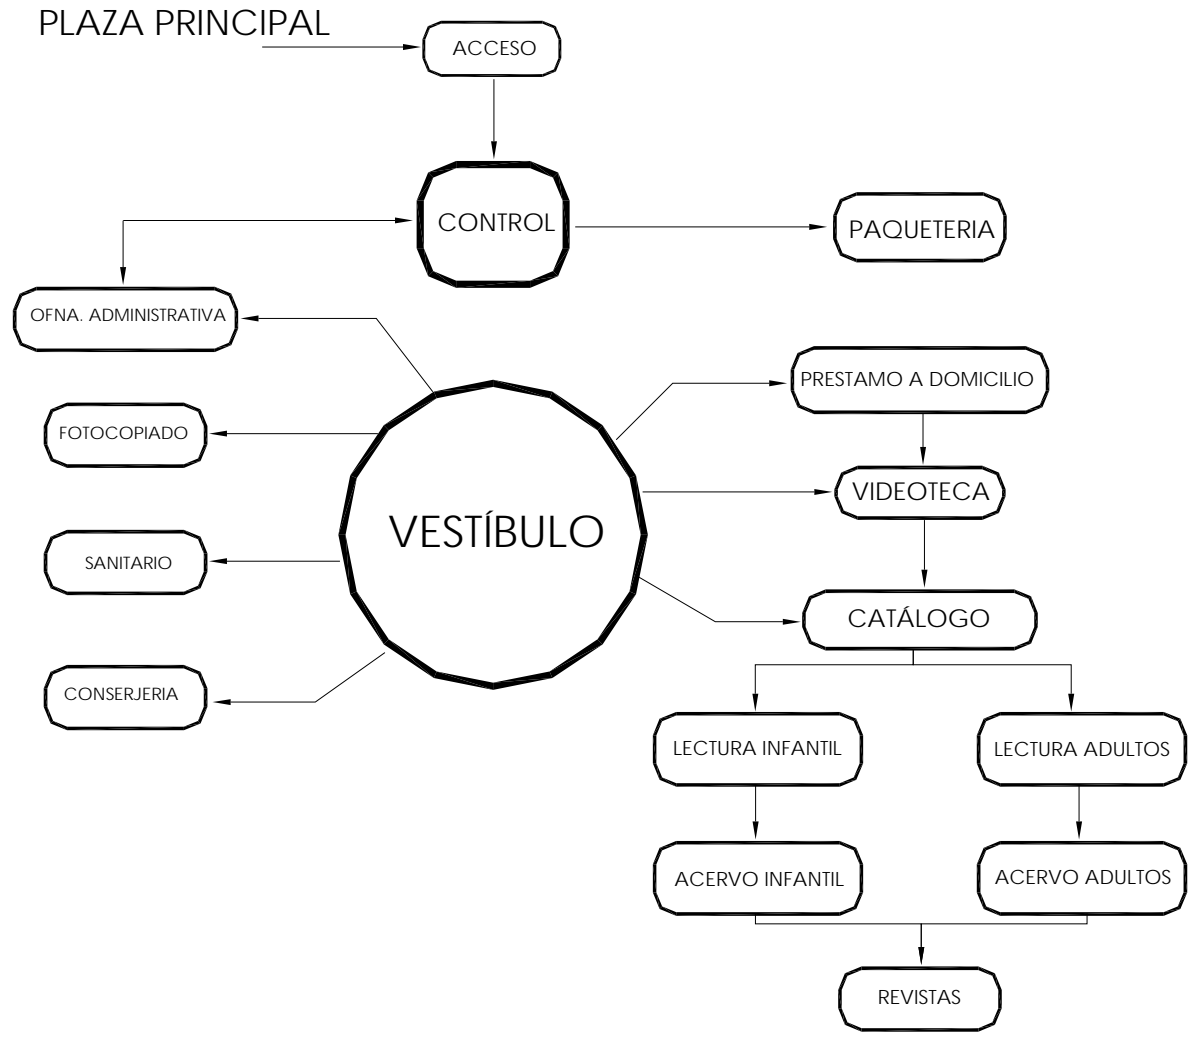 PLAZA PRINCIPAL
ACCESO
CONTROL
PAQUETERIA
OFNA. ADMINISTRATIVA
PRESTAMO A DOMICILIO
FOTOCOPIADO
VIDEOTECA
VESTÍBULO
SANITARIO
CATÁLOGO
CONSERJERIA
LECTURA INFANTIL
LECTURA ADULTOS
ACERVO INFANTIL
ACERVO ADULTOS
REVISTAS